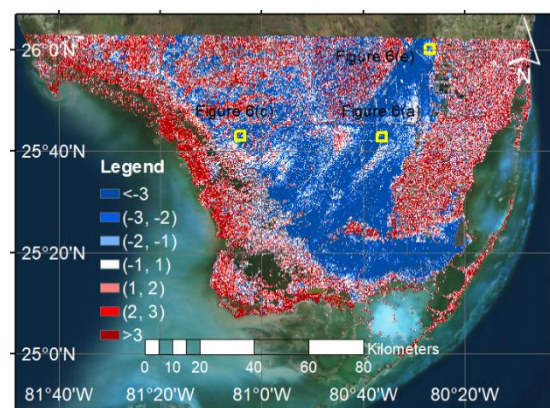 26°0'N
Figure 6(e)
N
Figure 6(c)
Figure 6(a)
25°40'N
Legend
<-3
(-3, -2)
(-2, -1)
(-1, 1)
(1, 2)
(2, 3)
>3
25°20'N
25°0'N
Kilometers
0 10 20 40 60 80
81°40'W 81°20'W 81°0'W 80°40'W 80°20'W